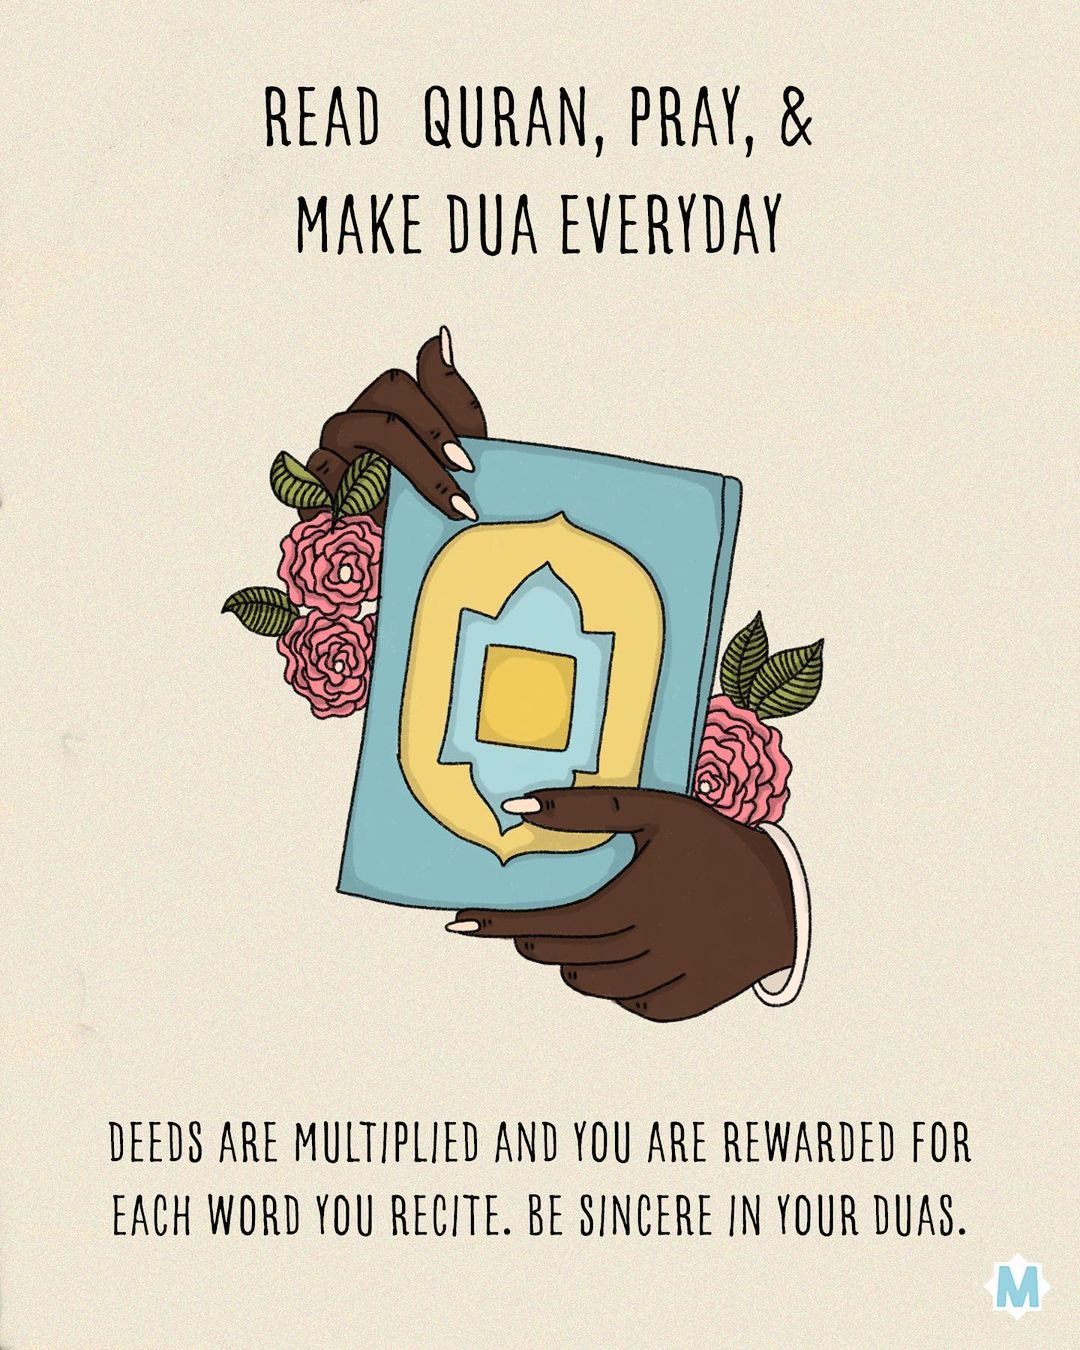 READ QURAN, PRAY, &
MAKE DUA EVERYDAY
DEEDS ARE MULTIPLIED AND YOU ARE REWARDED FOR
EACH WORD YOU RECITE. BE SINCERE IN YOUR DUAS.
M